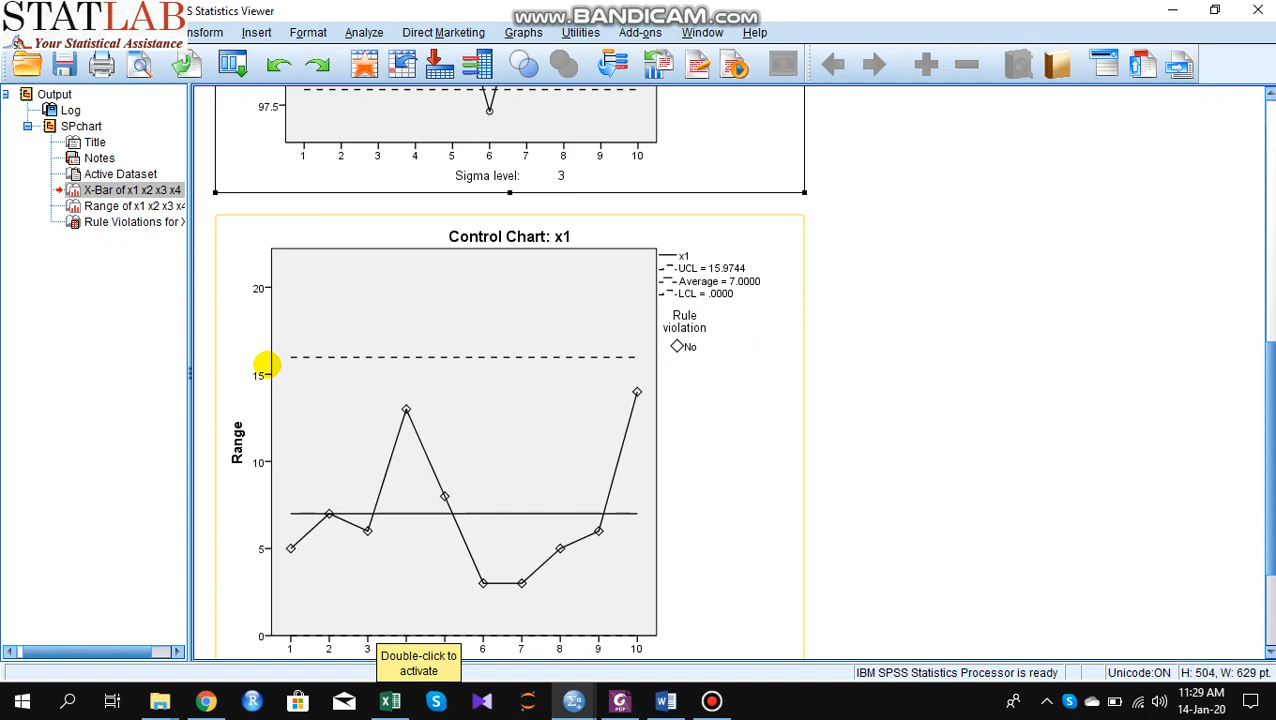 STATLAB
Your Statistical Assistance
S Statistics Viewer
www.BANDICAM.com
nsform Insert Format Analyze Direct Marketing Graphs Utilities Add-ons Window Help
Output
Log
SPchart
Title
Notes
Active Dataset
X-Bar of x1 x2 x3 x4
Range of x1 x2 x3 x4
Rule Violations for X
97.5
1 2 3 4 5 6 7 8 9 10
Sigma level: 3
Control Chart: x1
x1
UCL = 15.9744
Average = 7.0000
LCL = .0000
Rule
violation
No
20
15
10
5
0
Range
1 2 3 6 7 8 9 10
Double-click to
activate
IBM SPSS Statistics Processor is ready Unicode:ON H: 504, W: 629 pt.
11:29 AM
14-Jan-20